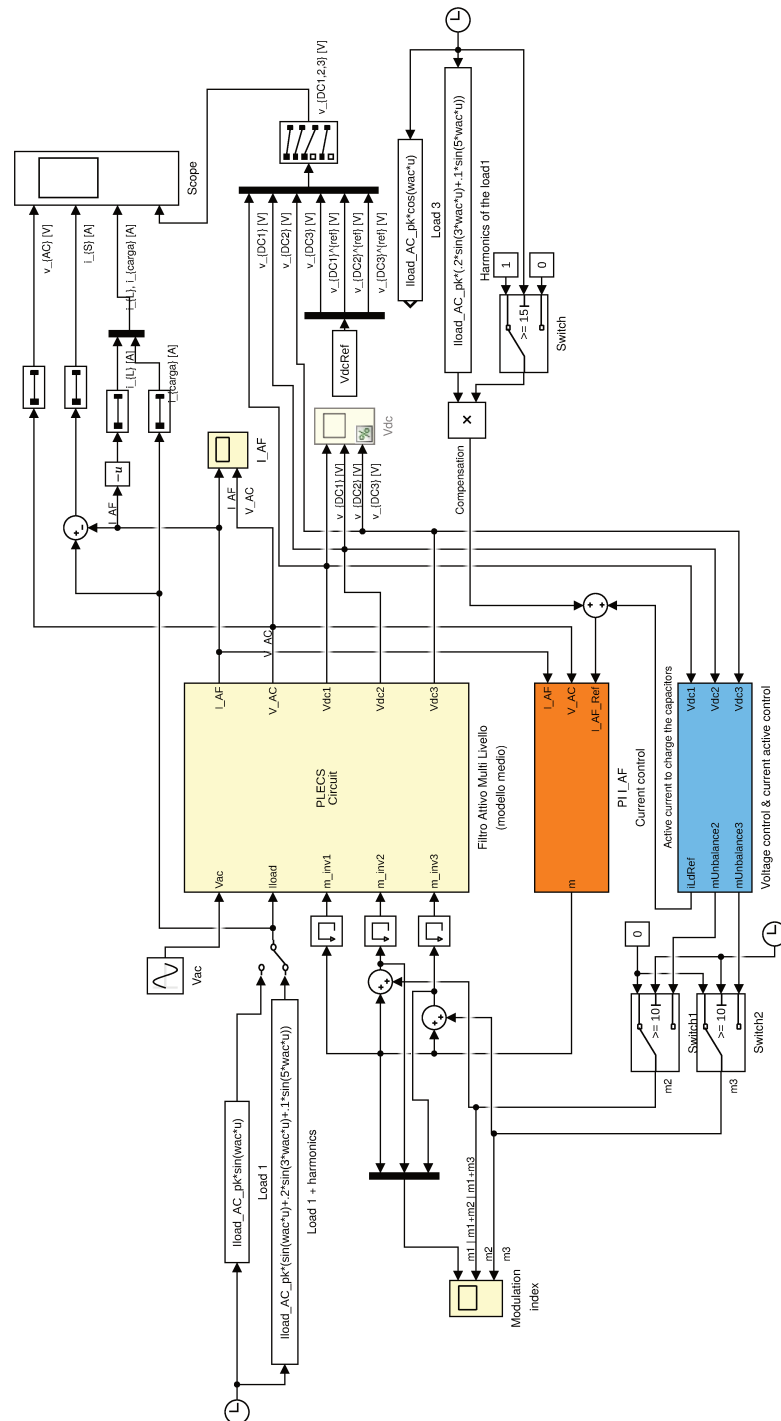 Iload_AC_pk*sin(wac*u)
Load 1
Iload_AC_pk*(sin(wac*u)+.2*sin(3*wac*u)+.1*sin(5*wac*u))
Load 1 + harmonics
Vac
m1 | m1+m2 | m1+m3
m2
m3
Modulation
index
Vac
Iload
m_inv1
m_inv2
m_inv3
PLECS
Circuit
I_AF
V_AC
Vdc1
Vdc2
Vdc3
Filtro Attivo Multi Livello
(modello medio)
V_AC
I_AF
-u
I_AF
V_AC
I_AF
v_{AC} [V]
i_{S} [A]
i_{L} [A]
i_{carga} [A]
i_{L}, i_{carga} [A]
Scope
v_{DC1,2,3} [V]
v_{DC1} [V]
v_{DC2} [V]
v_{DC3} [V]
v_{DC1}^{ref} [V]
v_{DC2}^{ref} [V]
v_{DC3}^{ref} [V]
VdcRef
v_{DC1} [V]
v_{DC2} [V]
v_{DC3} [V]
%
Vdc
Iload_AC_pk*cos(wac*u)
Load 3
Iload_AC_pk*(.2*sin(3*wac*u)+.1*sin(5*wac*u))
Harmonics of the load1
1
0
>= 15
Switch
×
Compensation
m
I_AF
V_AC
I_AF_Ref
PI I_AF
Current control
Active current to charge the capacitors
iLdRef
mUnbalance2
mUnbalance3
Vdc1
Vdc2
Vdc3
Voltage control & current active control
0
>= 10
Switch1
m2
>= 10
Switch2
m3